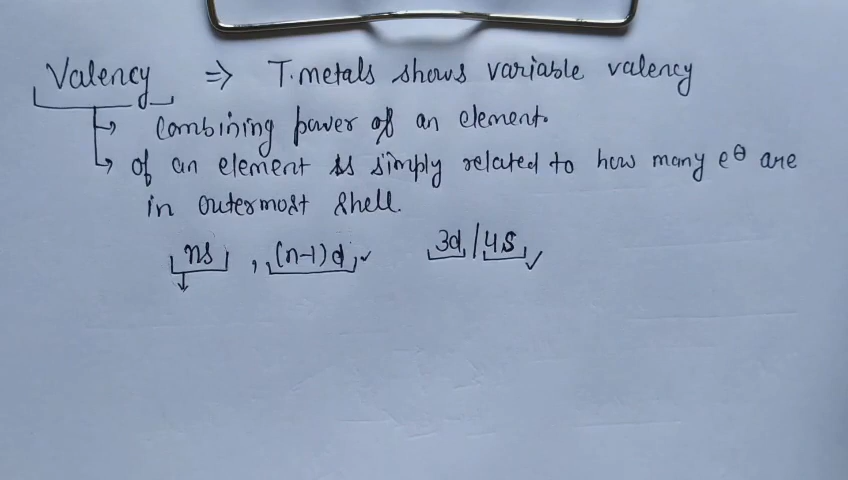 Valency ⇒ T.metals shows variable valency
↳ Combining power of an element.
↳ of an element is simply related to how many e⊖ are
in outermost shell.
ns , (n-1)d ✓ 3d/4s ✓